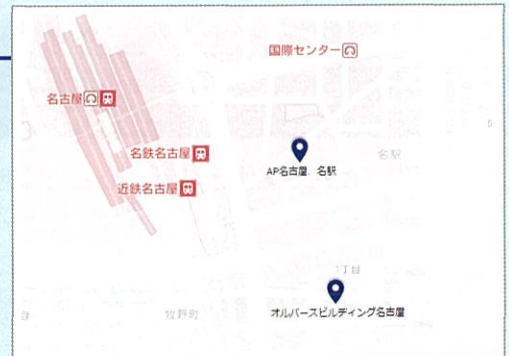 国際センター
名古屋
名鉄名古屋
AP名古屋 名駅
名駅
近鉄名古屋
1丁目
牧野町
オルバースビルディング名古屋